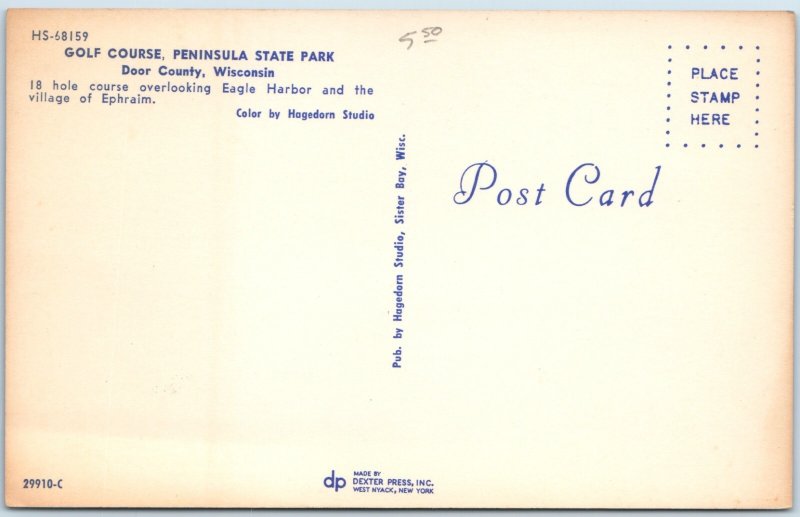 HS-68159
GOLF COURSE, PENINSULA STATE PARK
Door County, Wisconsin
18 hole course overlooking Eagle Harbor and the
village of Ephraim.
Color by Hagedorn Studio
5 50
PLACE
STAMP
HERE
Post Card
Pub. by Hagedorn Studio, Sister Bay, Wisc.
29910-C
dp
MADE BY
DEXTER PRESS, INC.
WEST NYACK, NEW YORK